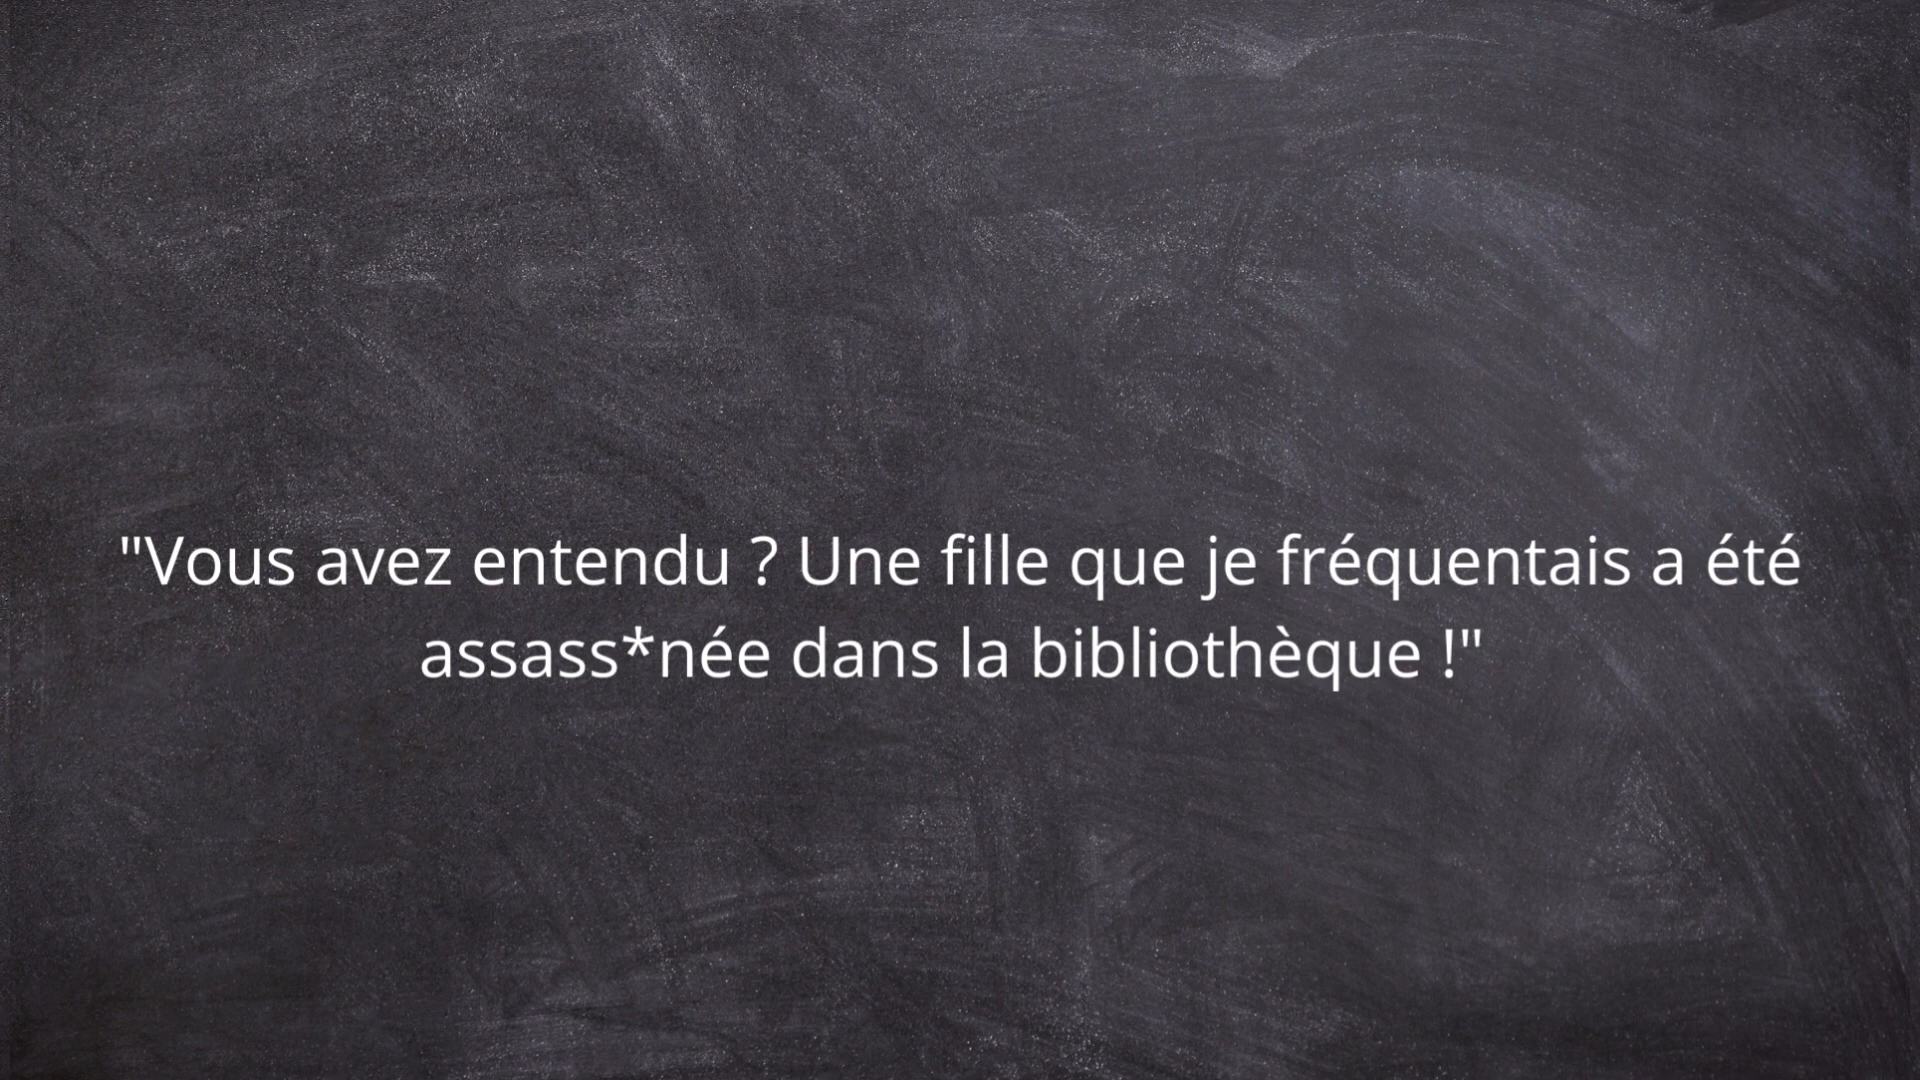 "Vous avez entendu ? Une fille que je fréquentais a été
assass*née dans la bibliothèque !"